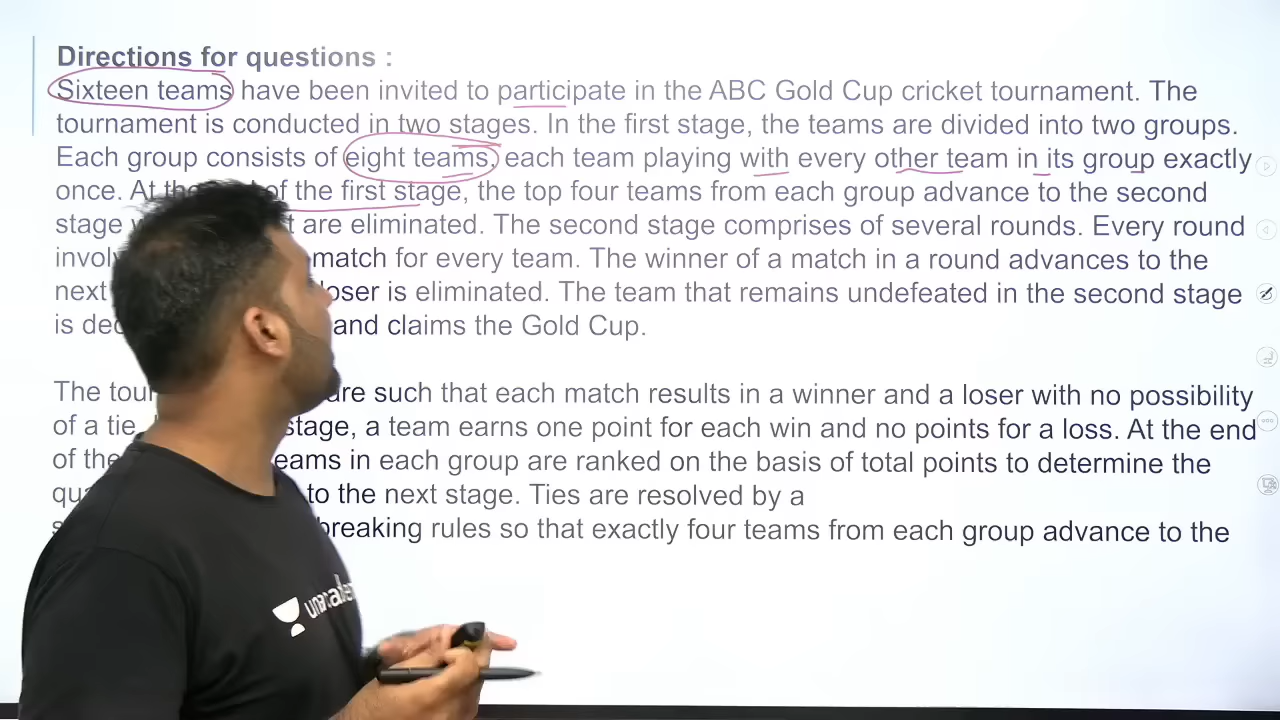 Directions for questions :
Sixteen teams have been invited to participate in the ABC Gold Cup cricket tournament. The
tournament is conducted in two stages. In the first stage, the teams are divided into two groups.
Each group consists of eight teams, each team playing with every other team in its group exactly
once. At the of the first stage, the top four teams from each group advance to the second
stage t are eliminated. The second stage comprises of several rounds. Every round
invol match for every team. The winner of a match in a round advances to the
next loser is eliminated. The team that remains undefeated in the second stage
is dec and claims the Gold Cup.
The tour are such that each match results in a winner and a loser with no possibility
of a tie. stage, a team earns one point for each win and no points for a loss. At the end
of the eams in each group are ranked on the basis of total points to determine the
qua to the next stage. Ties are resolved by a
breaking rules so that exactly four teams from each group advance to the